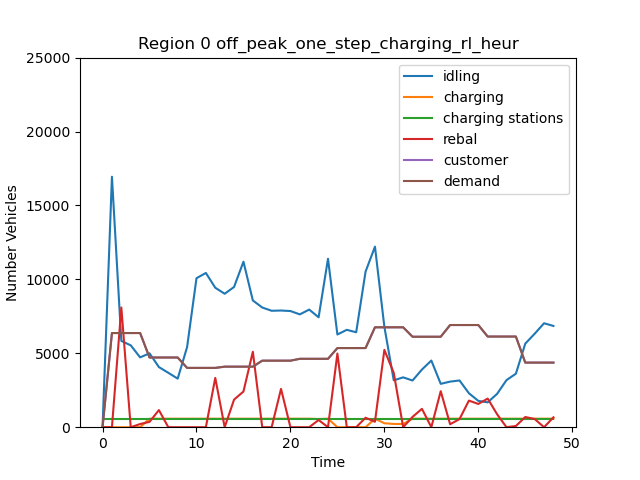 Region 0 off_peak_one_step_charging_rl_heur
25000
20000
15000
10000
5000
0
Number Vehicles
idling
charging
charging stations
rebal
customer
demand
0 10 20 30 40 50
Time